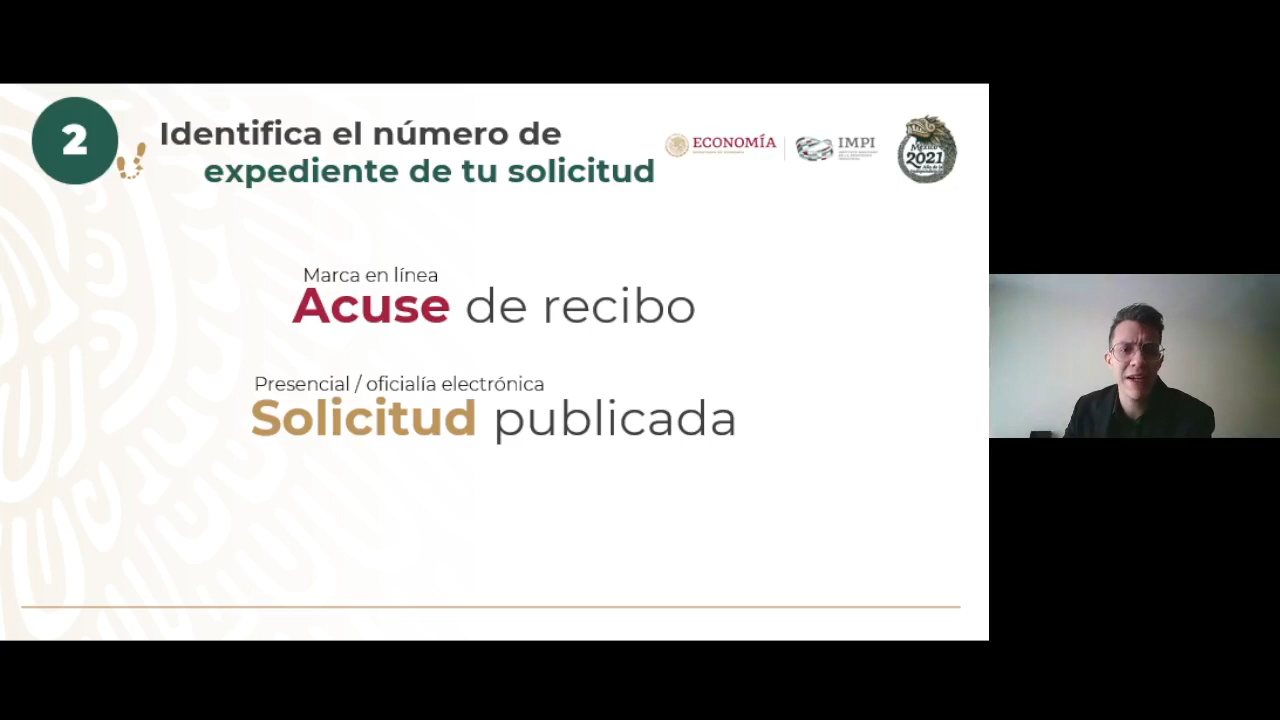 2
Identifica el número de
expediente de tu solicitud
ECONOMÍA
IMPI
México
2021
Marca en línea
Acuse de recibo
Presencial / oficialía electrónica
Solicitud publicada